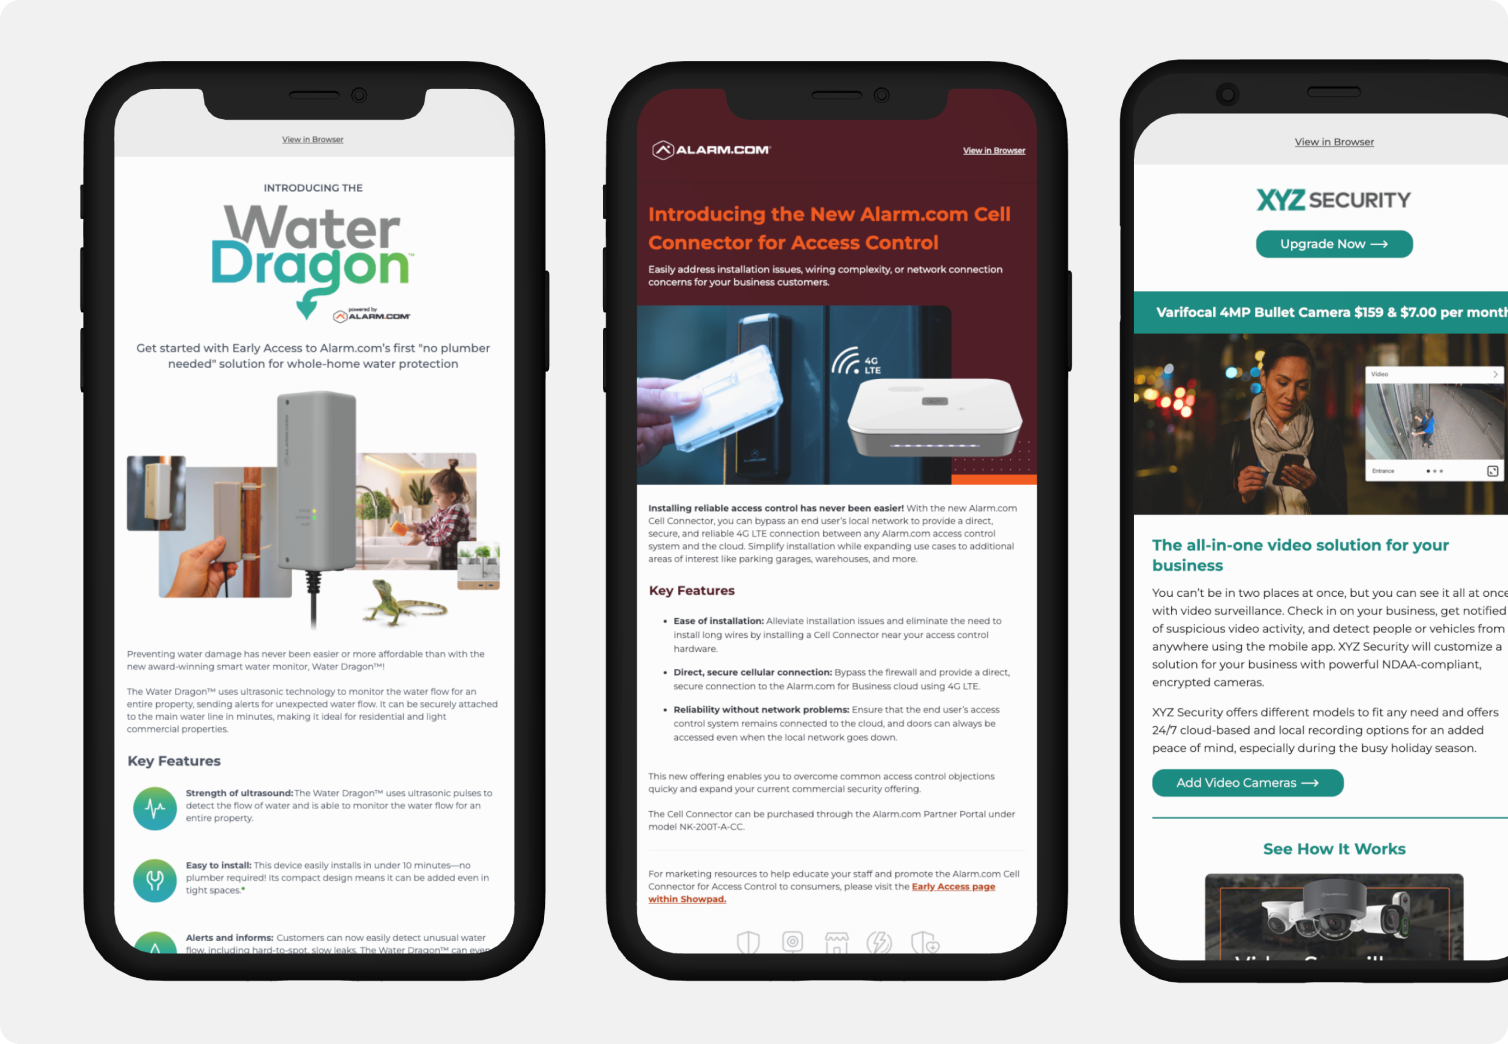 View in Browser
INTRODUCING THE
Water
Dragon™
powered by
ALARM.COM®
Get started with Early Access to Alarm.com's first "no plumber
needed" solution for whole-home water protection
Preventing water damage has never been easier or more affordable than with the
new award-winning smart water monitor, Water Dragon™!
The Water Dragon™ uses ultrasonic technology to monitor the water flow for an
entire property, sending alerts for unexpected water flow. It can be securely attached
to the main water line in minutes, making it ideal for residential and light
commercial properties.
Key Features
Strength of ultrasound: The Water Dragon™ uses ultrasonic pulses to
detect the flow of water and is able to monitor the water flow for an
entire property.
Easy to install: This device easily installs in under 10 minutes—no
plumber required! Its compact design means it can be added even in
tight spaces.*
Alerts and informs: Customers can now easily detect unusual water
flow, including hard-to-spot, slow leaks. The Water Dragon™ can even
ALARM.COM®
View in Browser
Introducing the New Alarm.com Cell
Connector for Access Control
Easily address installation issues, wiring complexity, or network connection
concerns for your business customers.
4G
LTE
Installing reliable access control has never been easier! With the new Alarm.com
Cell Connector, you can bypass an end user's local network to provide a direct,
secure, and reliable 4G LTE connection between any Alarm.com access control
system and the cloud. Simplify installation while expanding use cases to additional
areas of interest like parking garages, warehouses, and more.
Key Features
• Ease of installation: Alleviate installation issues and eliminate the need to
install long wires by installing a Cell Connector near your access control
hardware.
• Direct, secure cellular connection: Bypass the firewall and provide a direct,
secure connection to the Alarm.com for Business cloud using 4G LTE.
• Reliability without network problems: Ensure that the end user's access
control system remains connected to the cloud, and doors can always be
accessed even when the local network goes down.
This new offering enables you to overcome common access control objections
quickly and expand your current commercial security offering.
The Cell Connector can be purchased through the Alarm.com Partner Portal under
model NK-200T-A-CC.
For marketing resources to help educate your staff and promote the Alarm.com Cell
Connector for Access Control to consumers, please visit the Early Access page
within Showpad.
View in Browser
XYZ SECURITY
Upgrade Now →
Varifocal 4MP Bullet Camera $159 & $7.00 per month
Video
Entrance
The all-in-one video solution for your
business
You can't be in two places at once, but you can see it all at once
with video surveillance. Check in on your business, get notified
of suspicious video activity, and detect people or vehicles from
anywhere using the mobile app. XYZ Security will customize a
solution for your business with powerful NDAA-compliant,
encrypted cameras.
XYZ Security offers different models to fit any need and offers
24/7 cloud-based and local recording options for an added
peace of mind, especially during the busy holiday season.
Add Video Cameras →
See How It Works